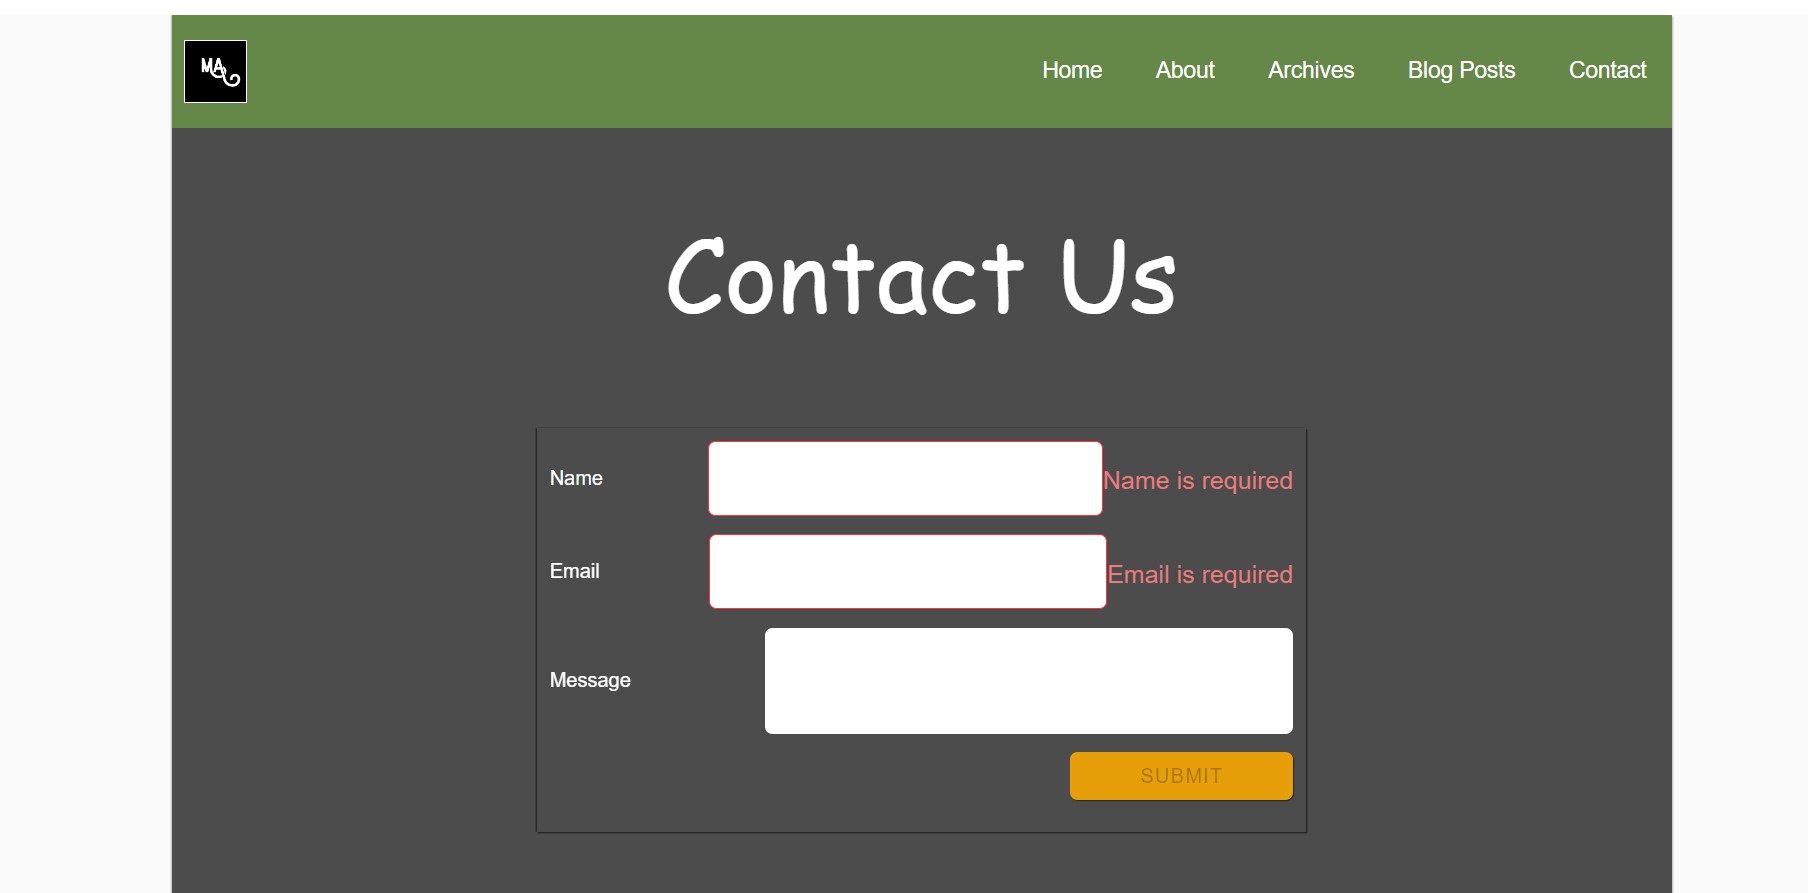 MA
Home About Archives Blog Posts Contact
Contact Us
Name
Name is required
Email
Email is required
Message
SUBMIT